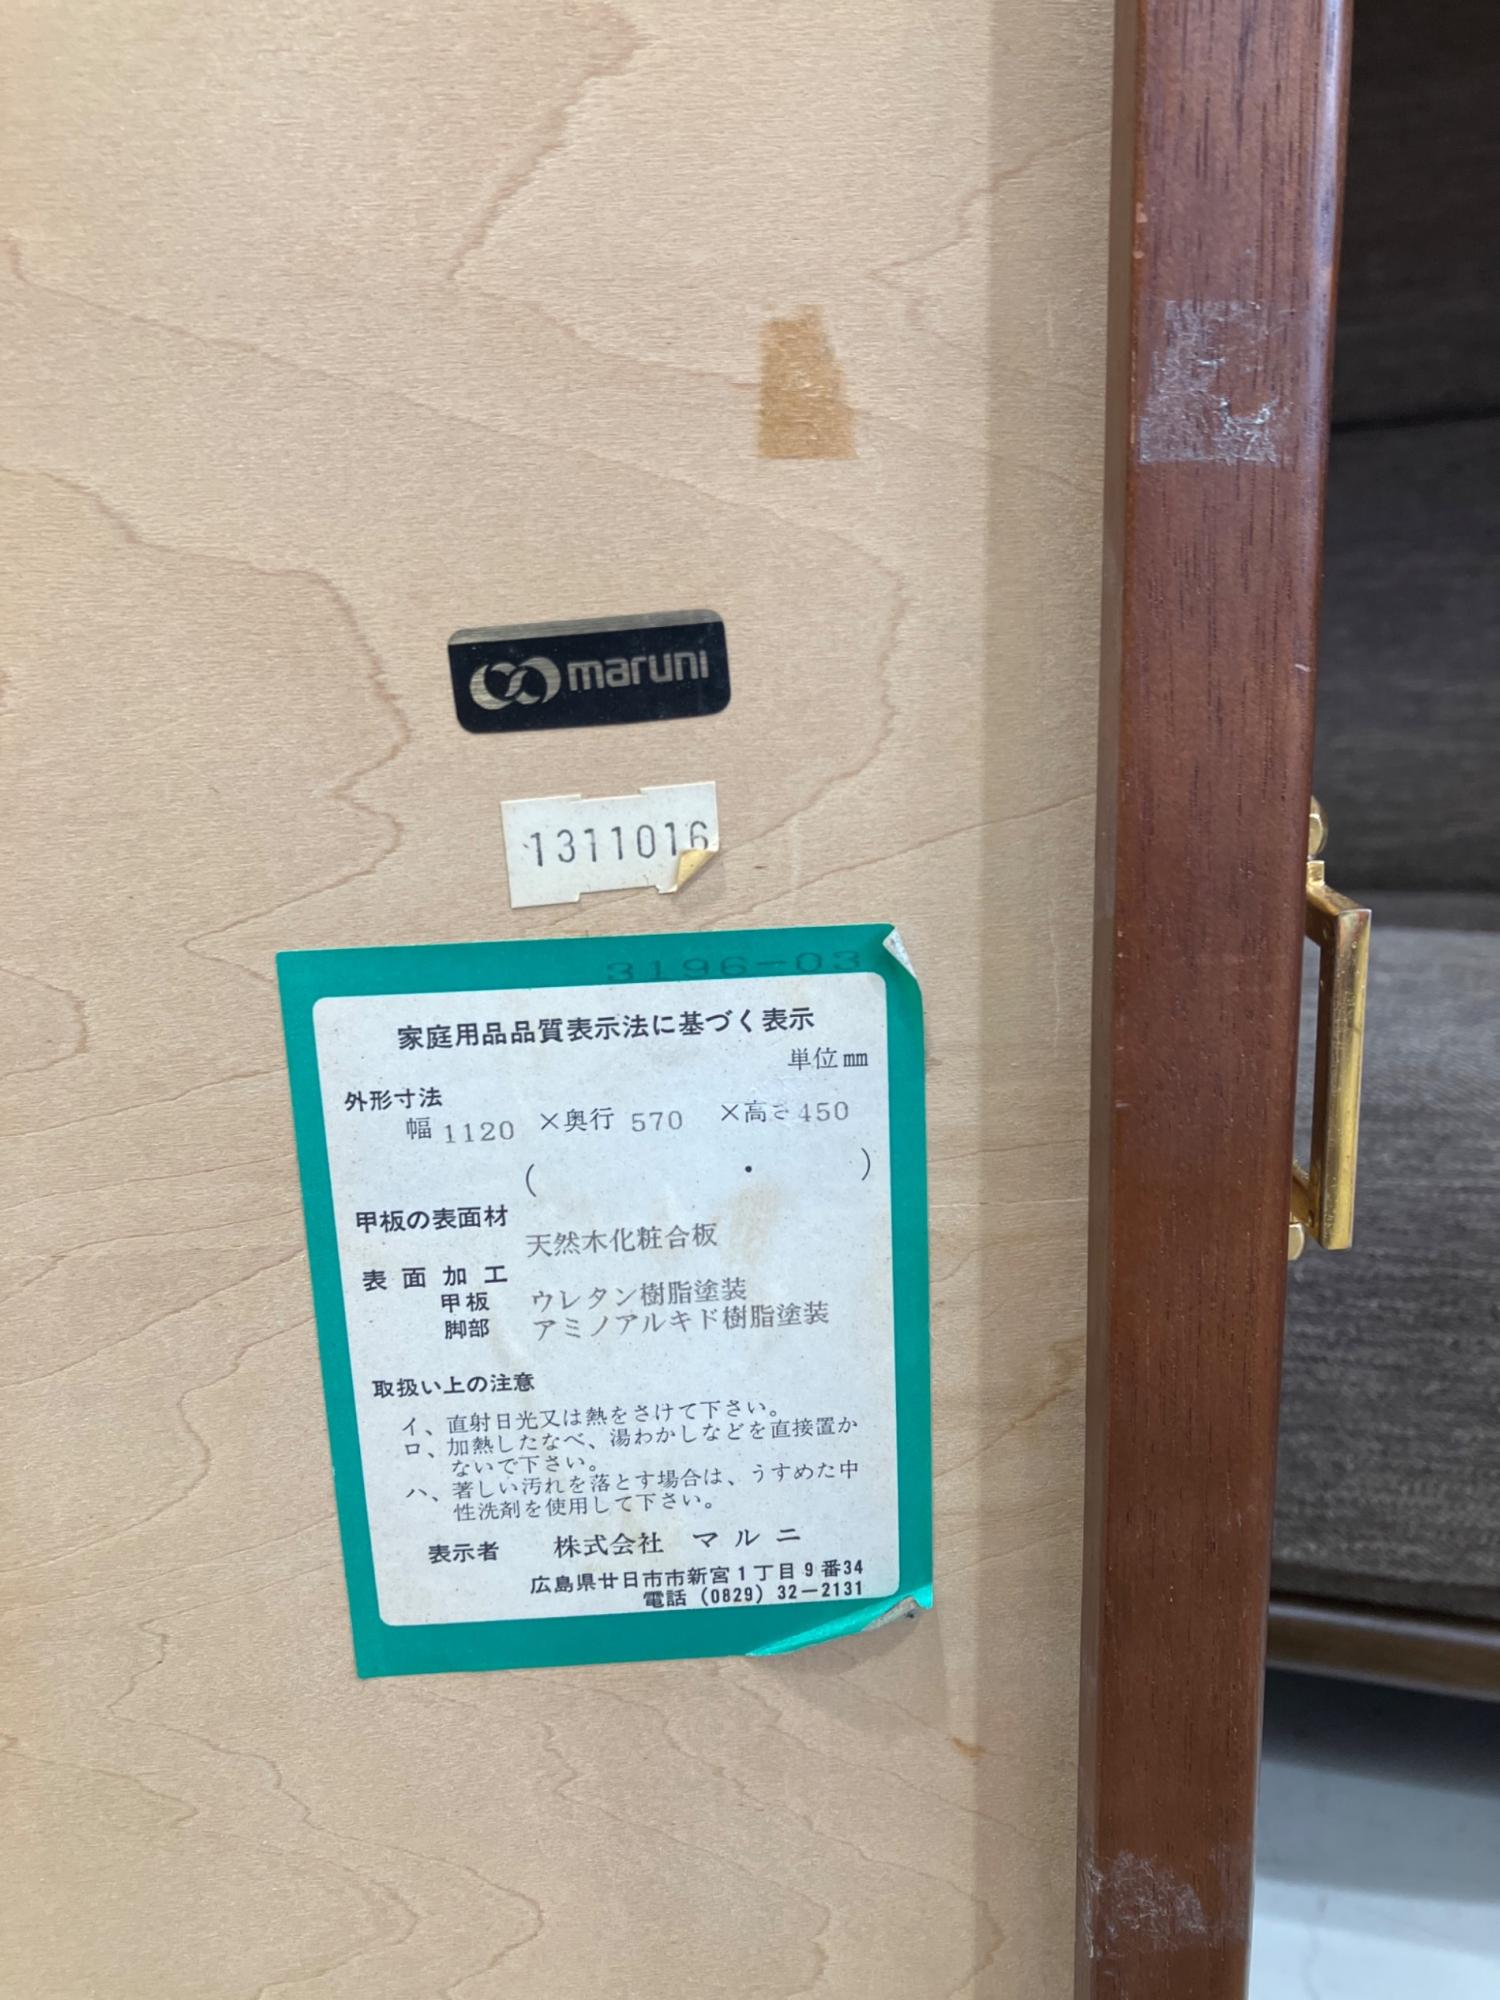 maruni
1311016
3196-03
家庭用品品質表示法に基づく表示
単位mm
外形寸法
幅 1120 ×奥行 570 ×高さ 450
( ・ )
甲板の表面材
天然木化粧合板
表面加工
甲板 ウレタン樹脂塗装
脚部 アミノアルキド樹脂塗装
取扱い上の注意
イ、直射日光又は熱をさけて下さい。
ロ、加熱したなべ、湯わかしなどを直接置か
ないで下さい。
ハ、著しい汚れを落とす場合は、うすめた中
性洗剤を使用して下さい。
表示者 株式会社 マルニ
広島県廿日市市新宮1丁目9番34
電話 (0829) 32-2131